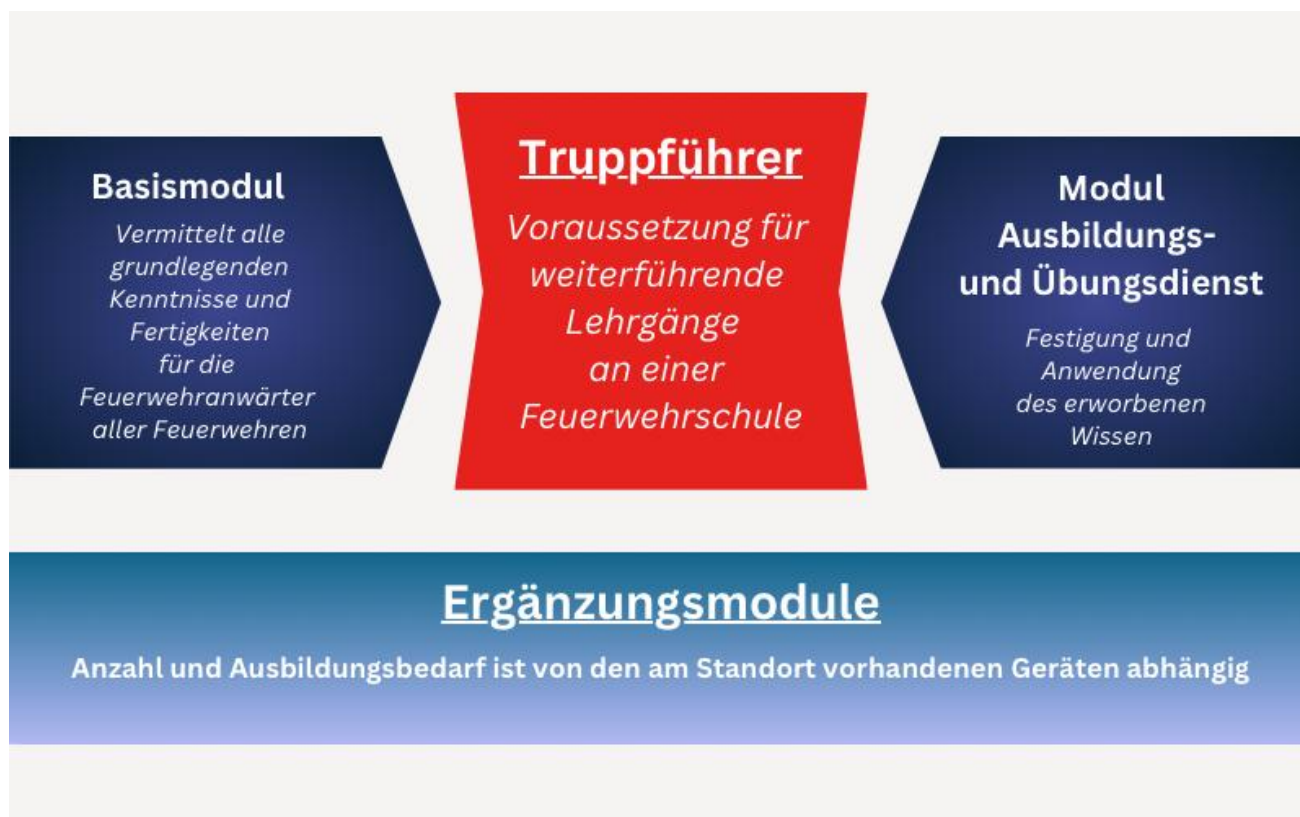 Basismodul
Vermittelt alle
grundlegenden
Kenntnisse und
Fertigkeiten
für die
Feuerwehranwärter
aller Feuerwehren
Truppführer
Voraussetzung für
weiterführende
Lehrgänge
an einer
Feuerwehrschule
Modul
Ausbildungs-
und Übungsdienst
Festigung und
Anwendung
des erworbenen
Wissen
Ergänzungsmodule
Anzahl und Ausbildungsbedarf ist von den am Standort vorhandenen Geräten abhängig